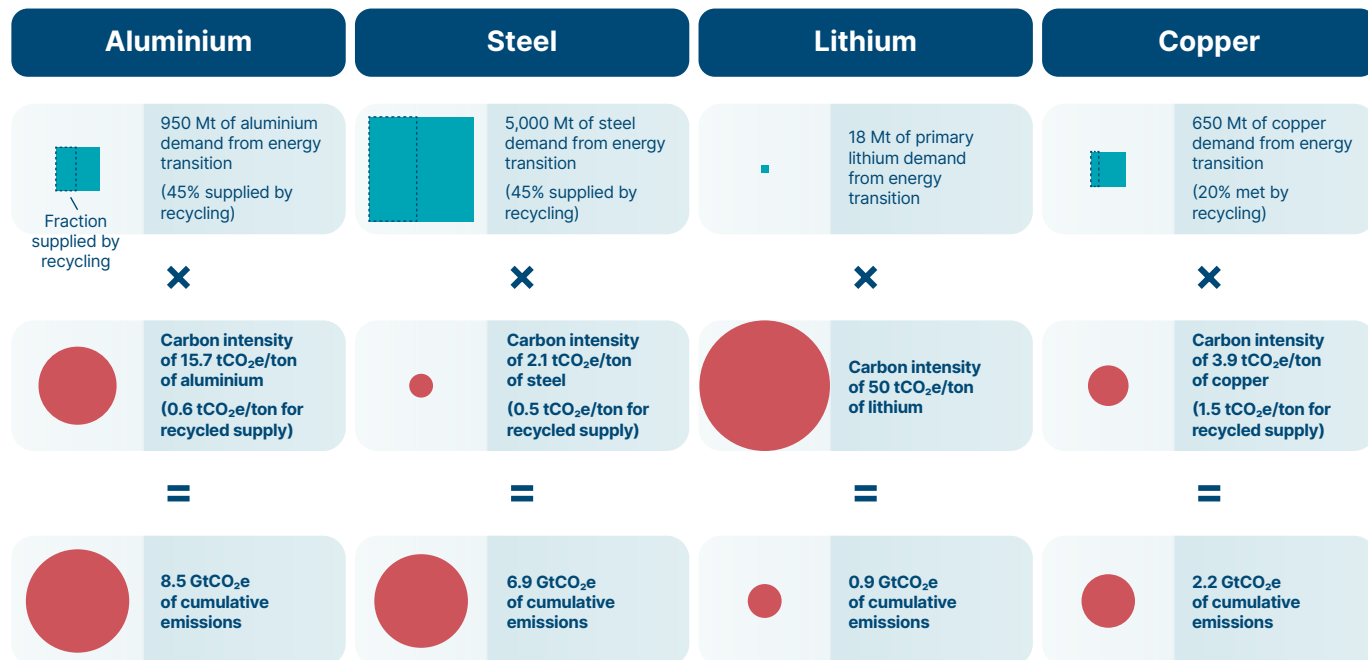 Aluminium
Steel
Lithium
Copper
950 Mt of aluminium
demand from energy
transition
(45% supplied by
recycling)
Fraction
supplied by
recycling
5,000 Mt of steel
demand from energy
transition
(45% supplied by
recycling)
18 Mt of primary
lithium demand
from energy
transition
650 Mt of copper
demand from energy
transition
(20% met by
recycling)
×
×
×
×
Carbon intensity
of 15.7 tCO₂e/ton
of aluminium
(0.6 tCO₂e/ton for
recycled supply)
Carbon intensity
of 2.1 tCO₂e/ton
of steel
(0.5 tCO₂e/ton for
recycled supply)
Carbon intensity
of 50 tCO₂e/ton
of lithium
Carbon intensity
of 3.9 tCO₂e/ton
of copper
(1.5 tCO₂e/ton for
recycled supply)
=
=
=
=
8.5 GtCO₂e
of cumulative
emissions
6.9 GtCO₂e
of cumulative
emissions
0.9 GtCO₂e
of cumulative
emissions
2.2 GtCO₂e
of cumulative
emissions